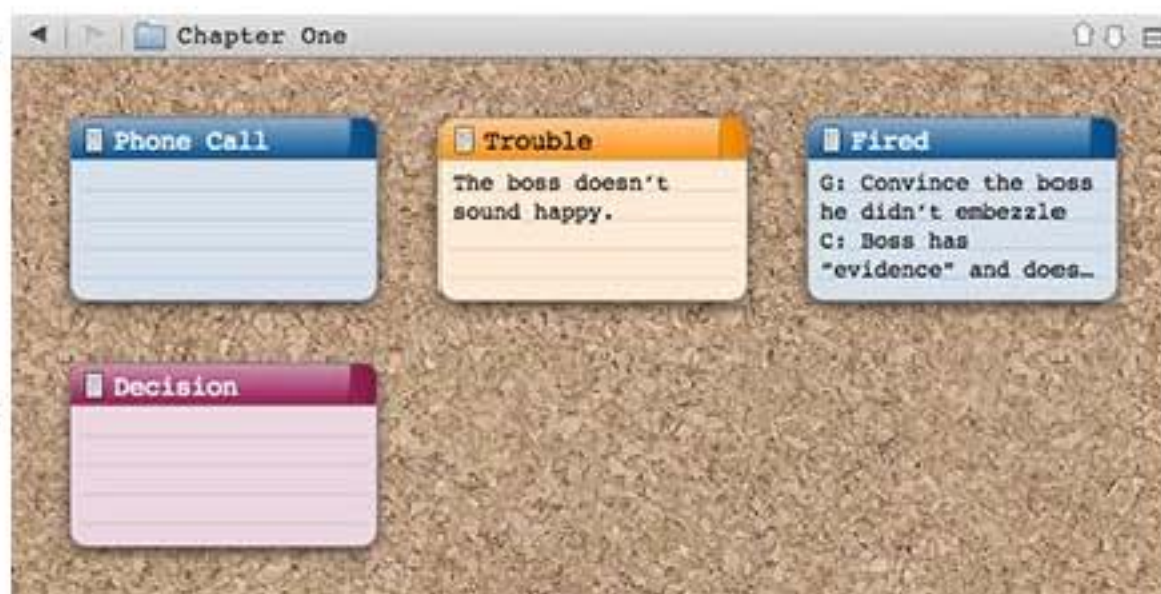 Chapter One
Phone Call
Trouble
The boss doesn't
sound happy.
Fired
G: Convince the boss
he didn't embezzle
C: Boss has
"evidence" and does…
Decision